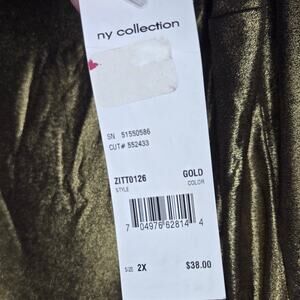 ny collection
SN 51550586
CUT# 552433
ZITT0126 GOLD
STYLE COLOR
7 04976 62814 4
SIZE 2X $38.00